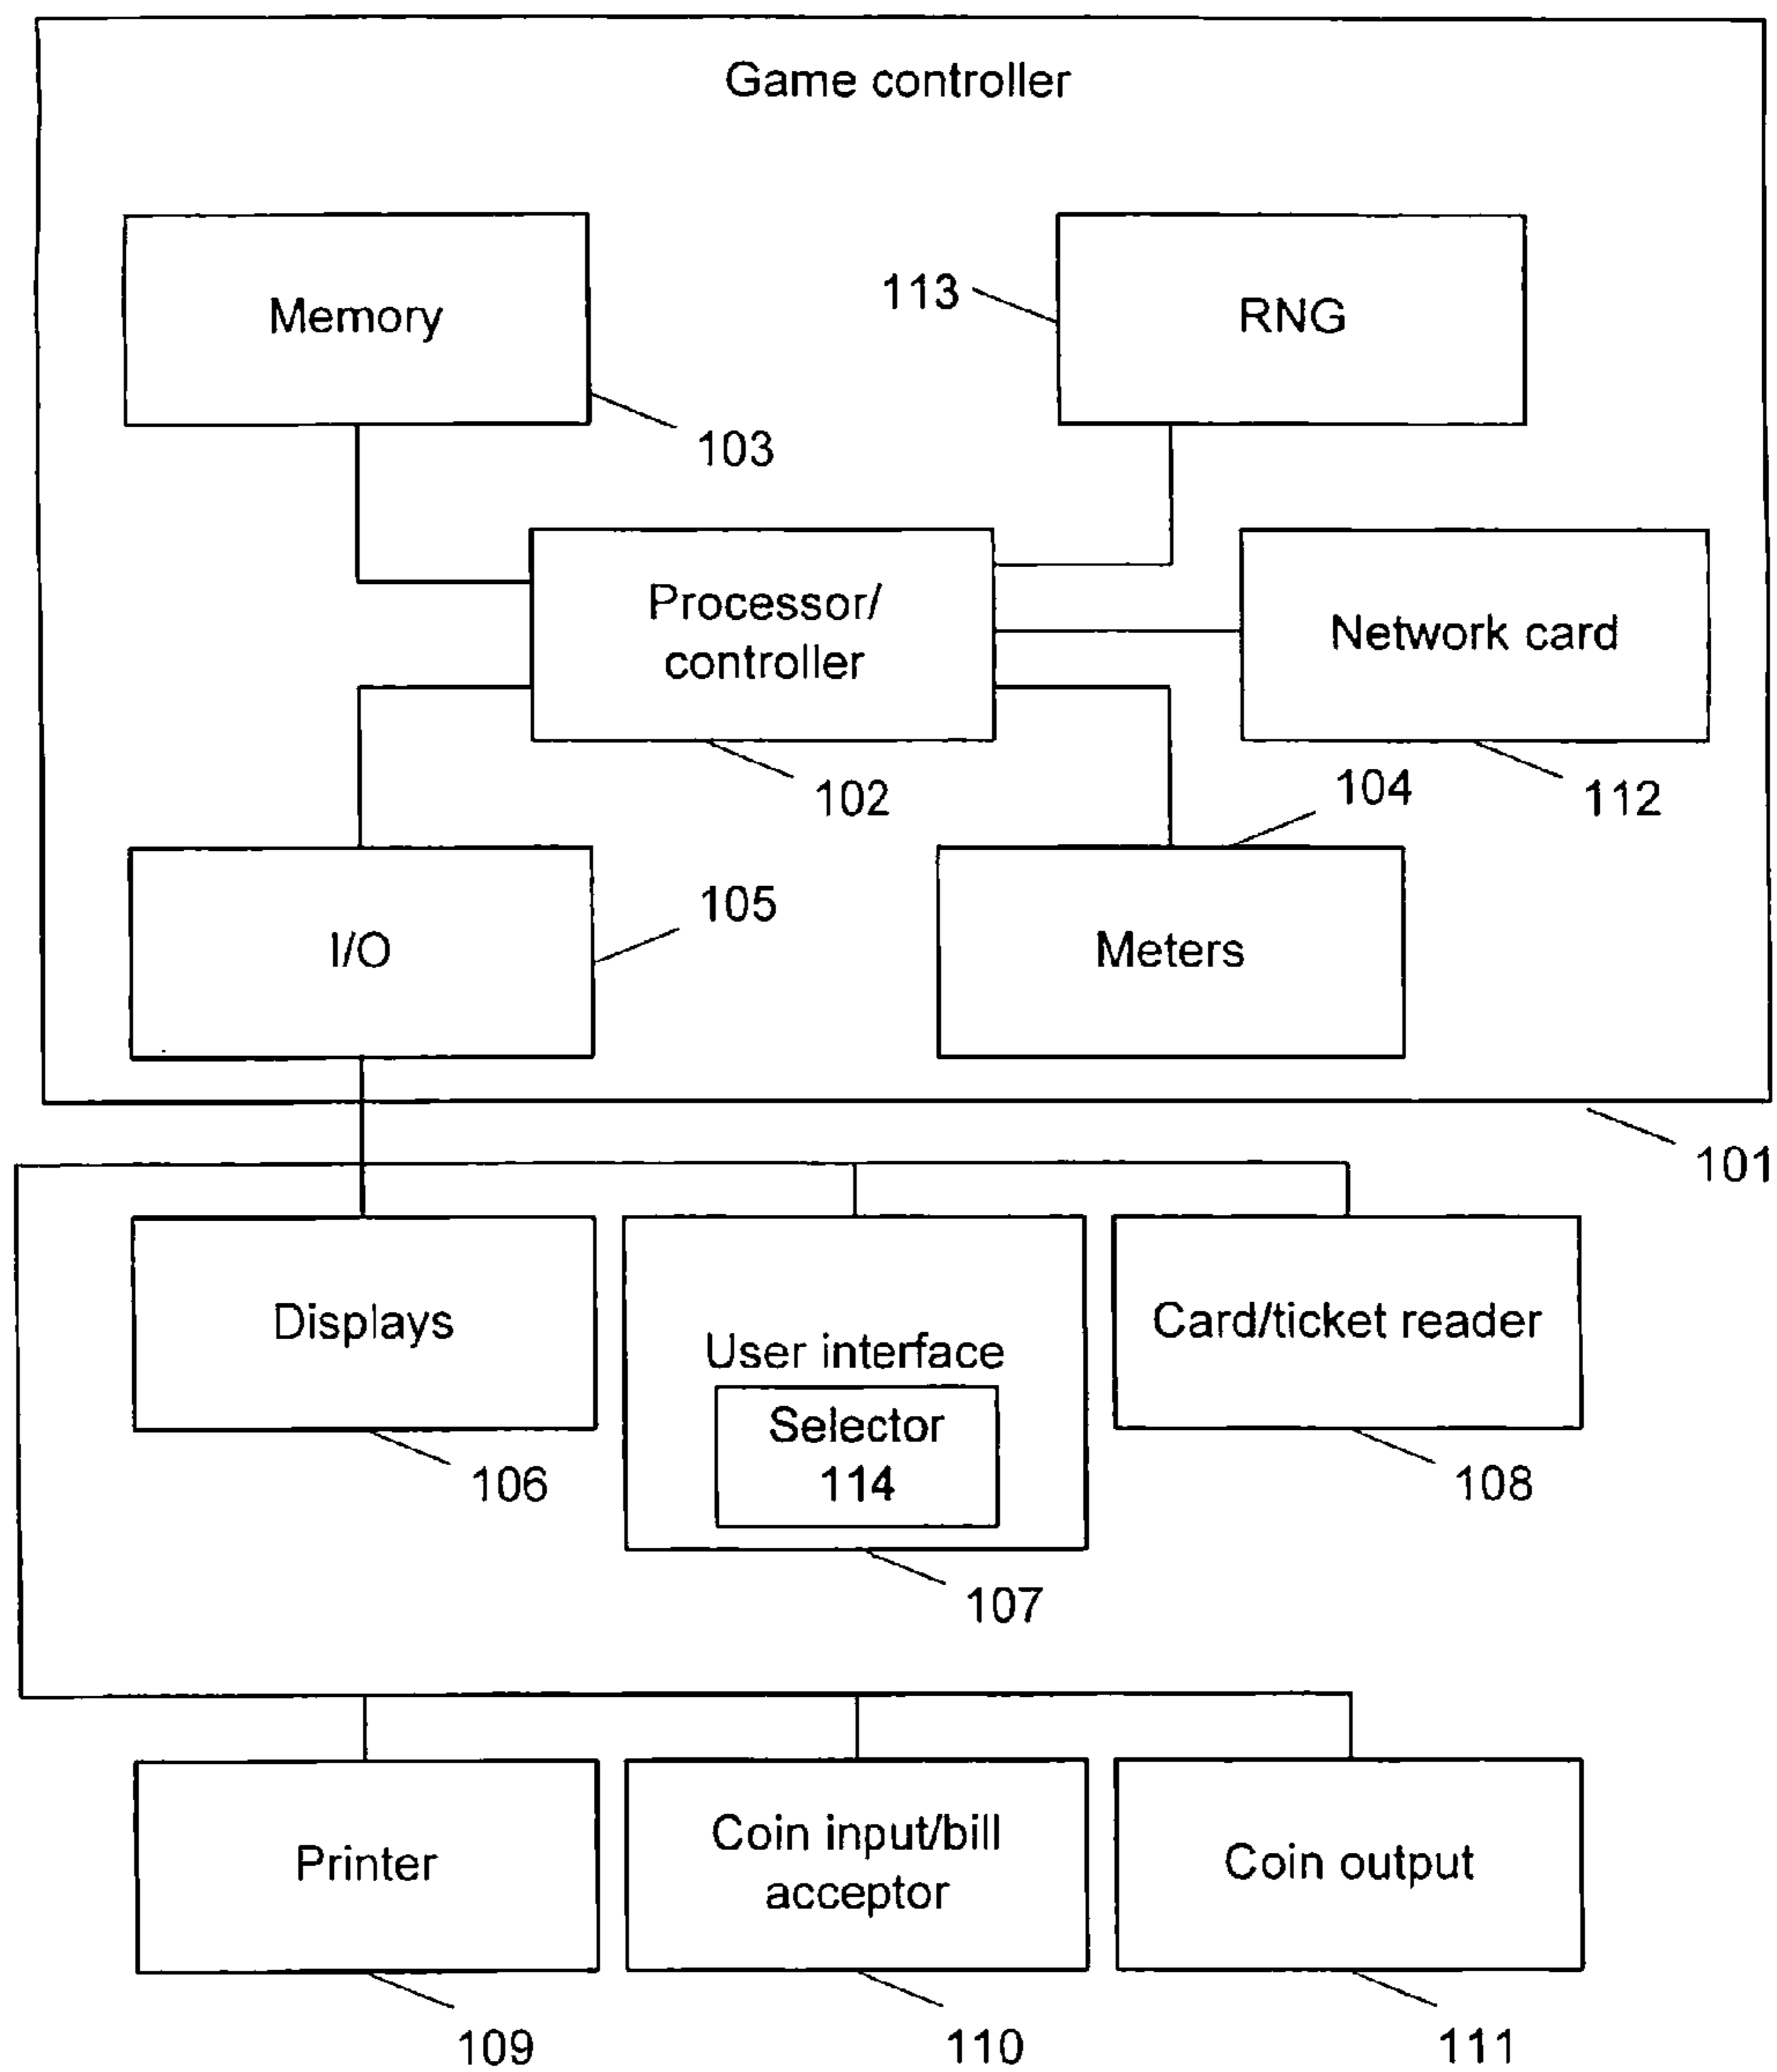 Game controller
Memory
113
RNG
103
Processor/
controller
Network card
102
104
112
105
I/O
Meters
101
Displays
User interface
Card/ticket reader
Selector
114
106
108
107
Printer
Coin input/bill
acceptor
Coin output
109
110
111